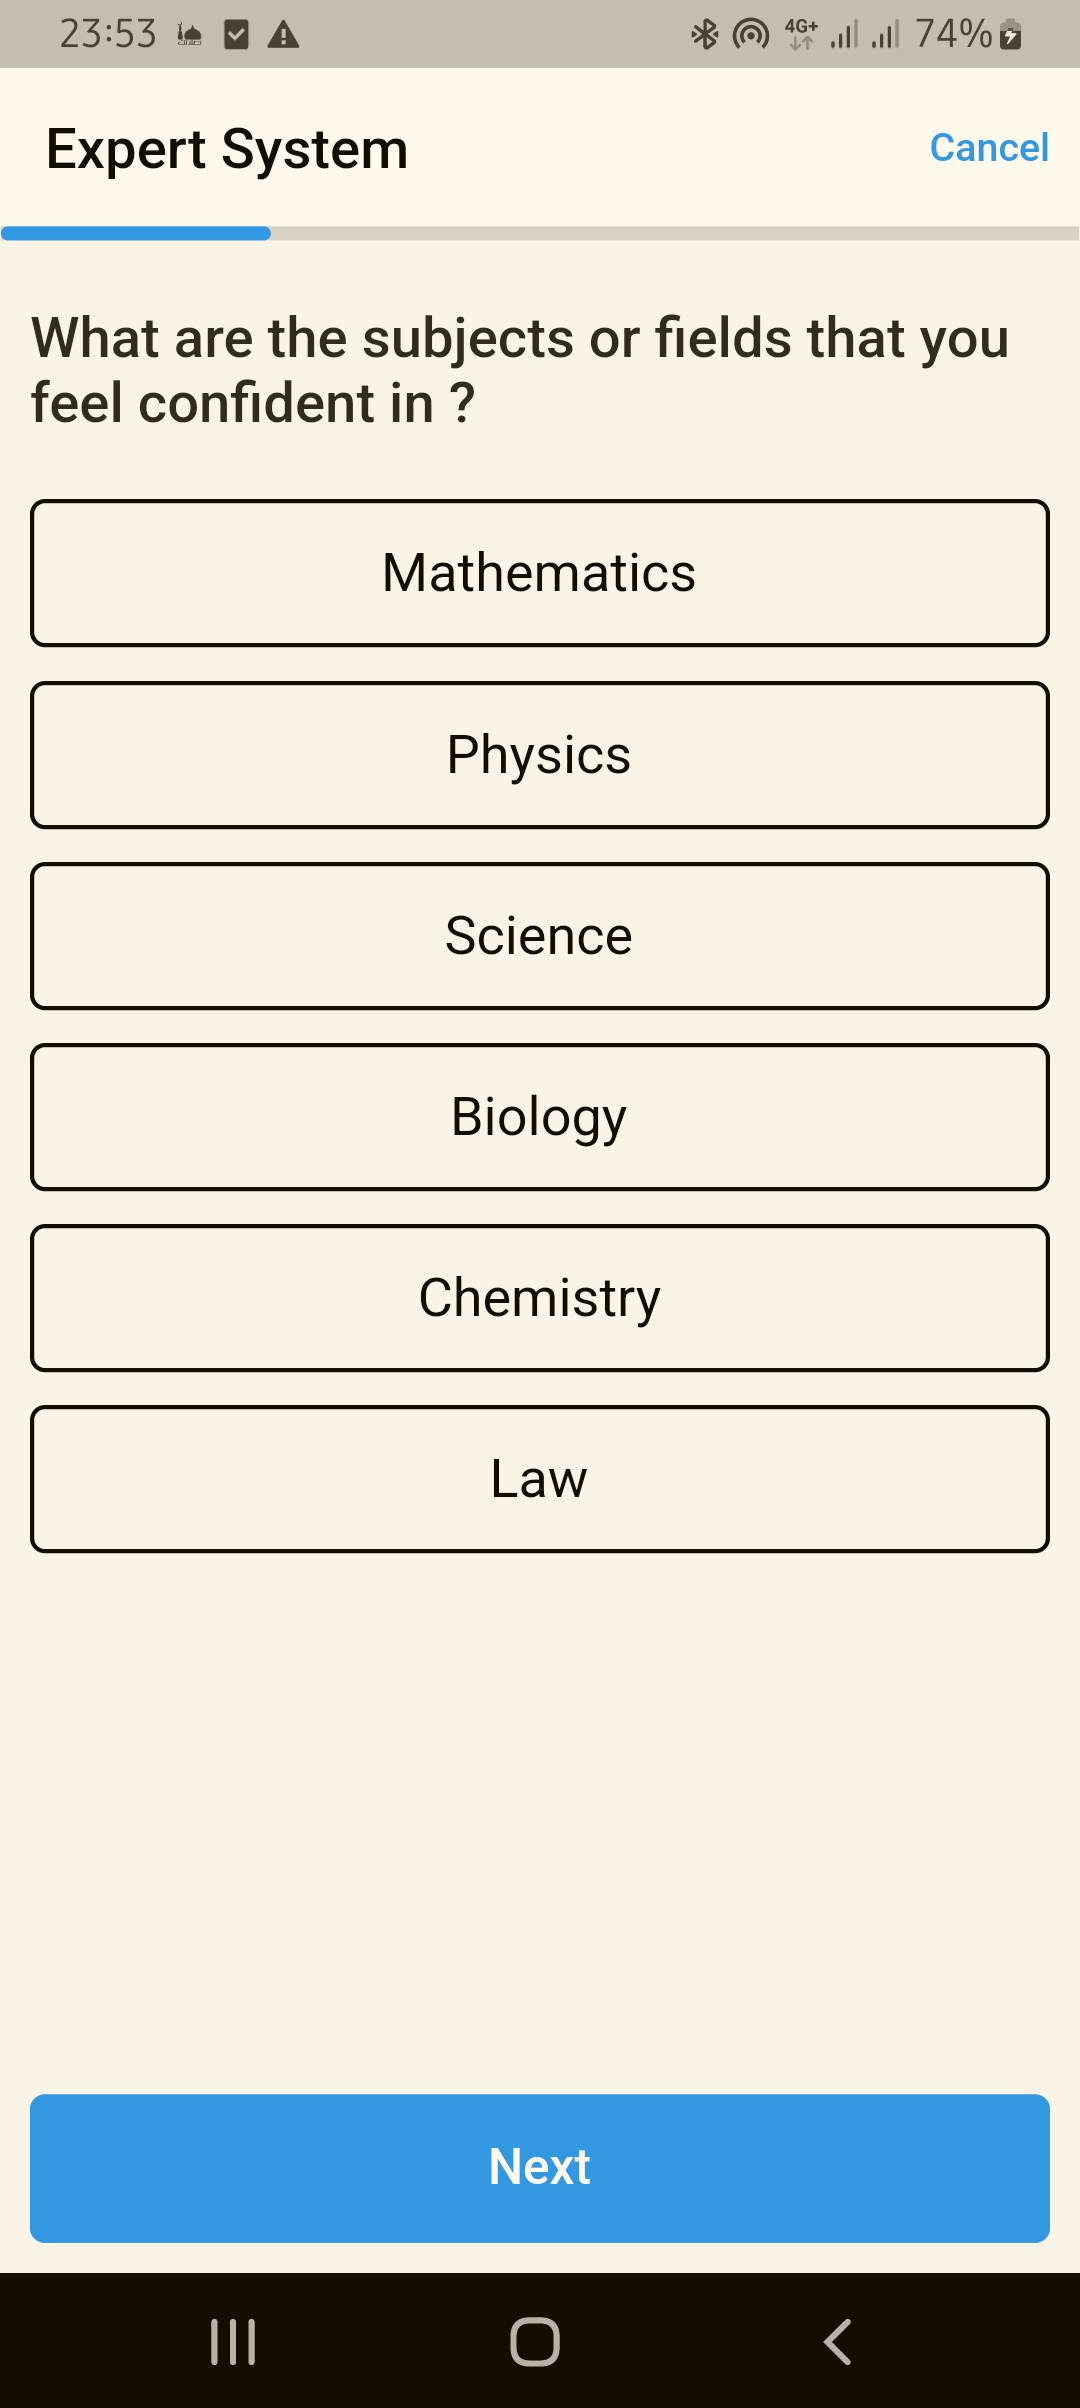 23:53 4G+ 74%
Expert System Cancel
What are the subjects or fields that you
feel confident in ?
Mathematics
Physics
Science
Biology
Chemistry
Law
Next